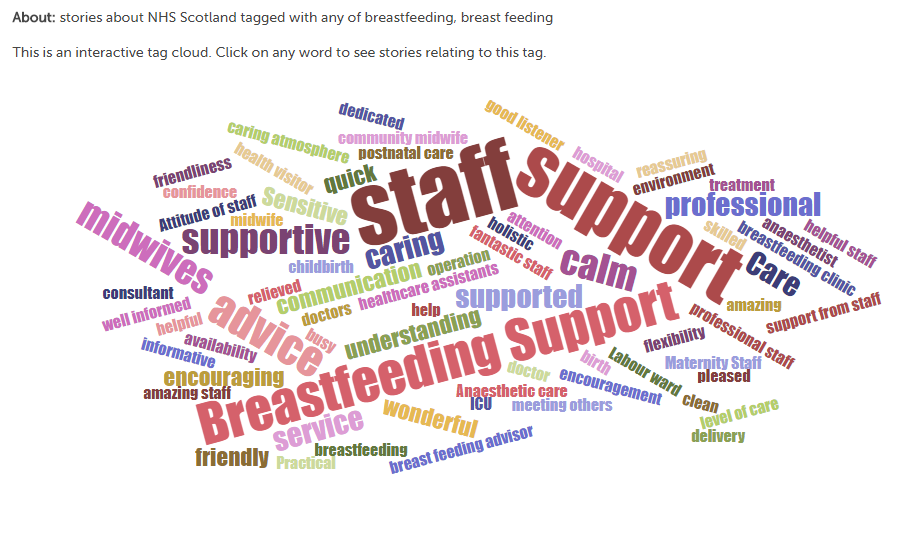 About: stories about NHS Scotland tagged with any of breastfeeding, breast feeding
This is an interactive tag cloud. Click on any word to see stories relating to this tag.
dedicated
good listener
caring atmosphere
community midwife
postnatal care
health visitor
friendliness
confidence
quick
Staff
support
hospital
reassuring
environment
treatment
professional
helpful staff
anaesthetist
breastfeeding clinic
skilled
Care
Attitude of staff
Sensitive
midwife
midwives
supportive
caring
attention
holistic
fantastic staff
calm
childbirth
communication
operation
healthcare assistants
relieved
doctors
help
supported
consultant
well informed
helpful
advice
busy
understanding
availability
informative
encouraging
amazing staff
Breastfeeding Support
amazing
support from staff
professional staff
flexibility
Maternity Staff
pleased
birth
Labour ward
clean
doctor
encouragement
Anaesthetic care
ICU
meeting others
level of care
delivery
wonderful
service
friendly
Practical
breastfeeding
breast feeding advisor